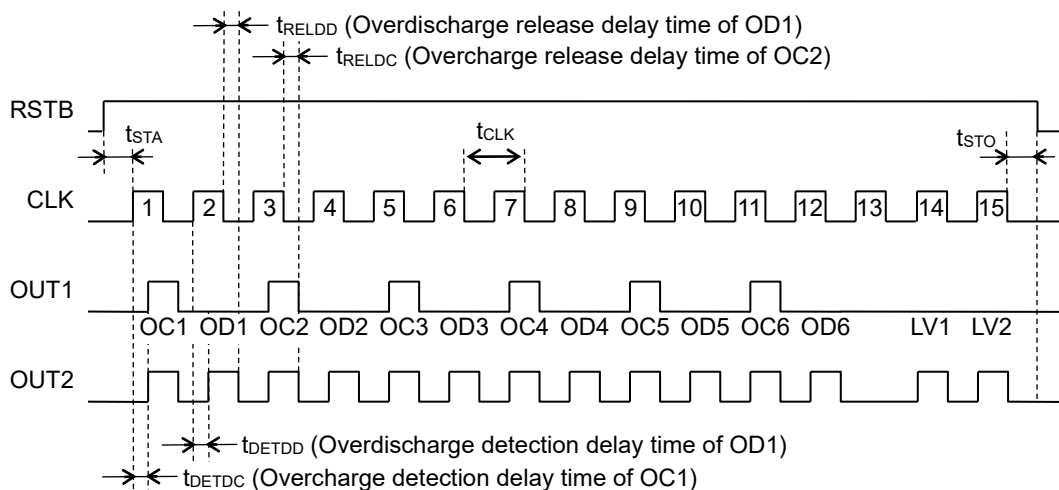 tRELDD (Overdischarge release delay time of OD1)
tRELDC (Overcharge release delay time of OC2)
RSTB
tSTA tCLK tSTO
CLK 1 2 3 4 5 6 7 8 9 10 11 12 13 14 15
OUT1
OC1 OD1 OC2 OD2 OC3 OD3 OC4 OD4 OC5 OD5 OC6 OD6 LV1 LV2
OUT2
tDETDD (Overdischarge detection delay time of OD1)
tDETDC (Overcharge detection delay time of OC1)